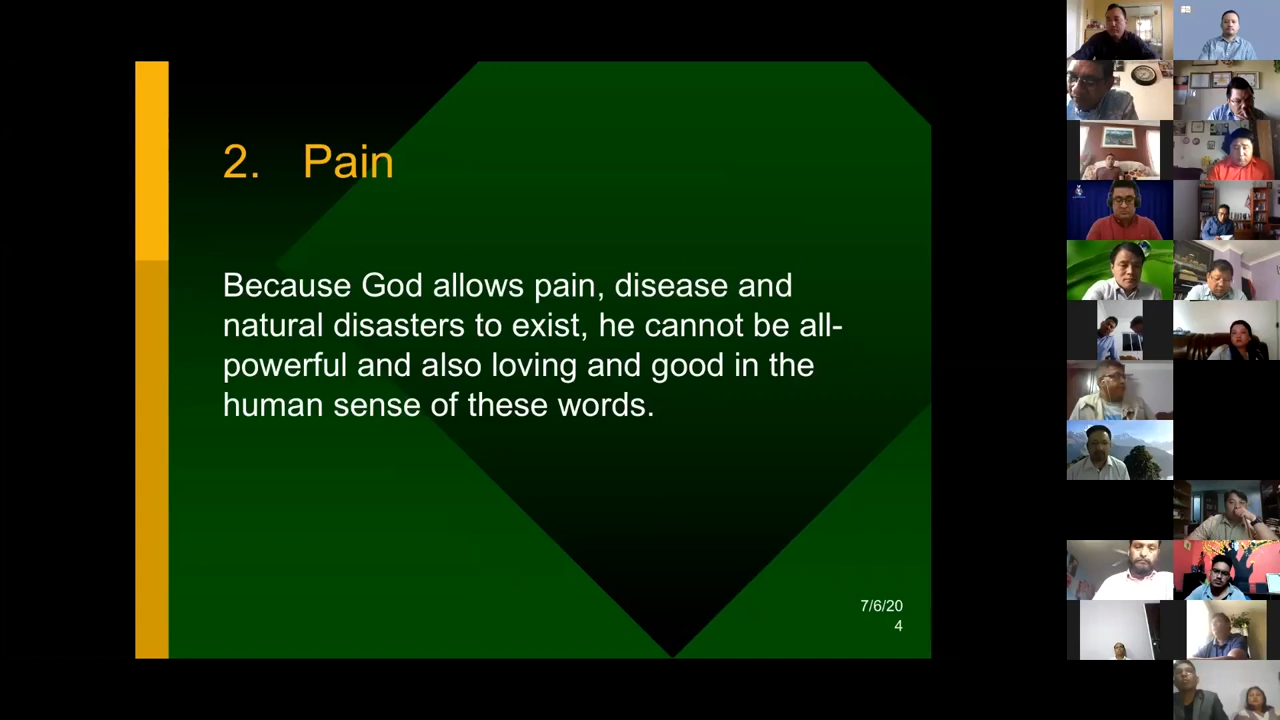 2. Pain
Because God allows pain, disease and
natural disasters to exist, he cannot be all-
powerful and also loving and good in the
human sense of these words.
7/6/20
4